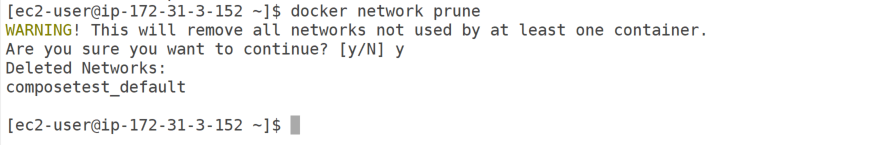 [ec2-user@ip-172-31-3-152 ~]$ docker network prune
WARNING! This will remove all networks not used by at least one container.
Are you sure you want to continue? [y/N] y
Deleted Networks:
composetest_default
[ec2-user@ip-172-31-3-152 ~]$